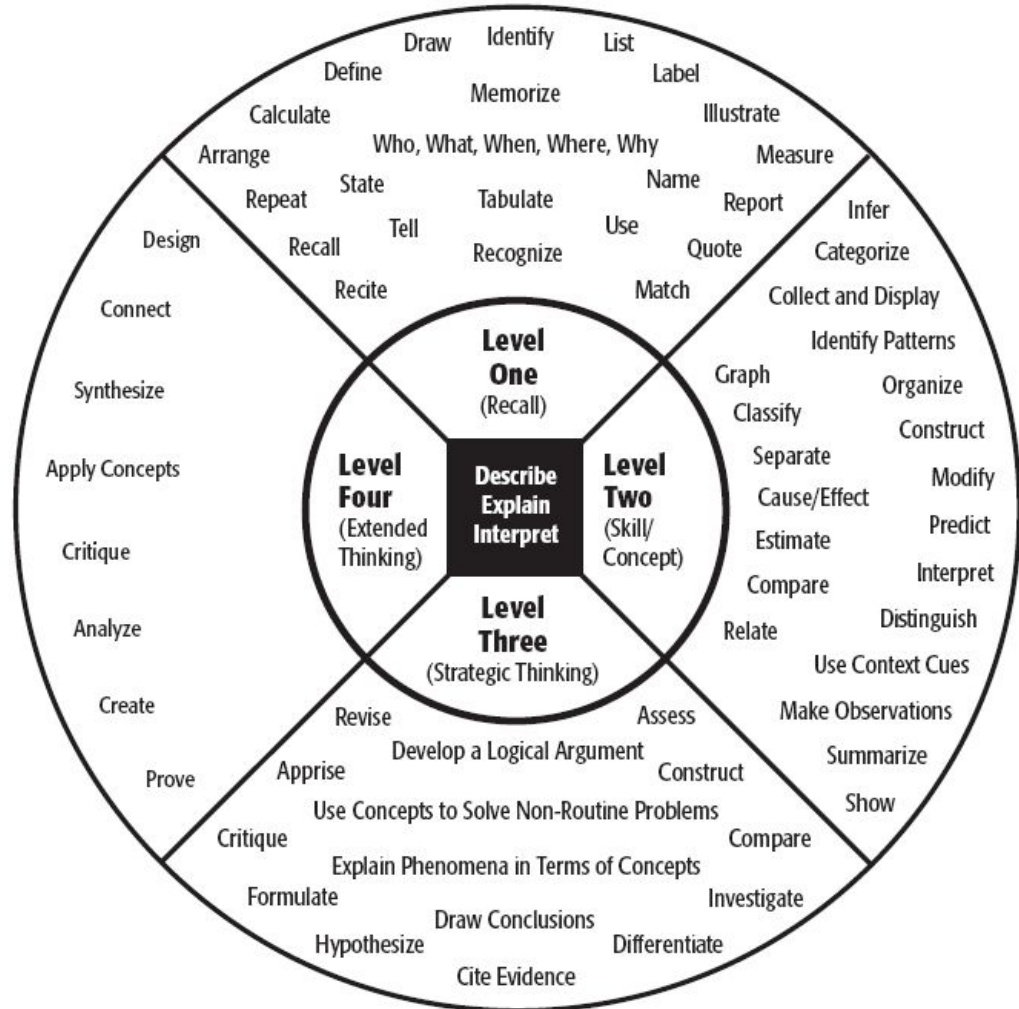 Draw
Identify
List
Define
Label
Memorize
Calculate
Illustrate
Who, What, When, Where, Why
Arrange
Measure
State
Name
Repeat
Tabulate
Report
Tell
Use
Recall
Recognize
Quote
Recite
Match
Level
One
(Recall)
Infer
Categorize
Collect and Display
Identify Patterns
Graph
Organize
Classify
Construct
Separate
Modify
Cause/Effect
Predict
Estimate
Interpret
Compare
Distinguish
Relate
Use Context Cues
Make Observations
Summarize
Show
Level
Two
(Skill/
Concept)
Describe
Explain
Interpret
Level
Four
(Extended
Thinking)
Design
Connect
Synthesize
Apply Concepts
Critique
Analyze
Create
Prove
Level
Three
(Strategic Thinking)
Revise
Assess
Develop a Logical Argument
Apprise
Construct
Use Concepts to Solve Non-Routine Problems
Critique
Compare
Explain Phenomena in Terms of Concepts
Formulate
Investigate
Draw Conclusions
Hypothesize
Differentiate
Cite Evidence